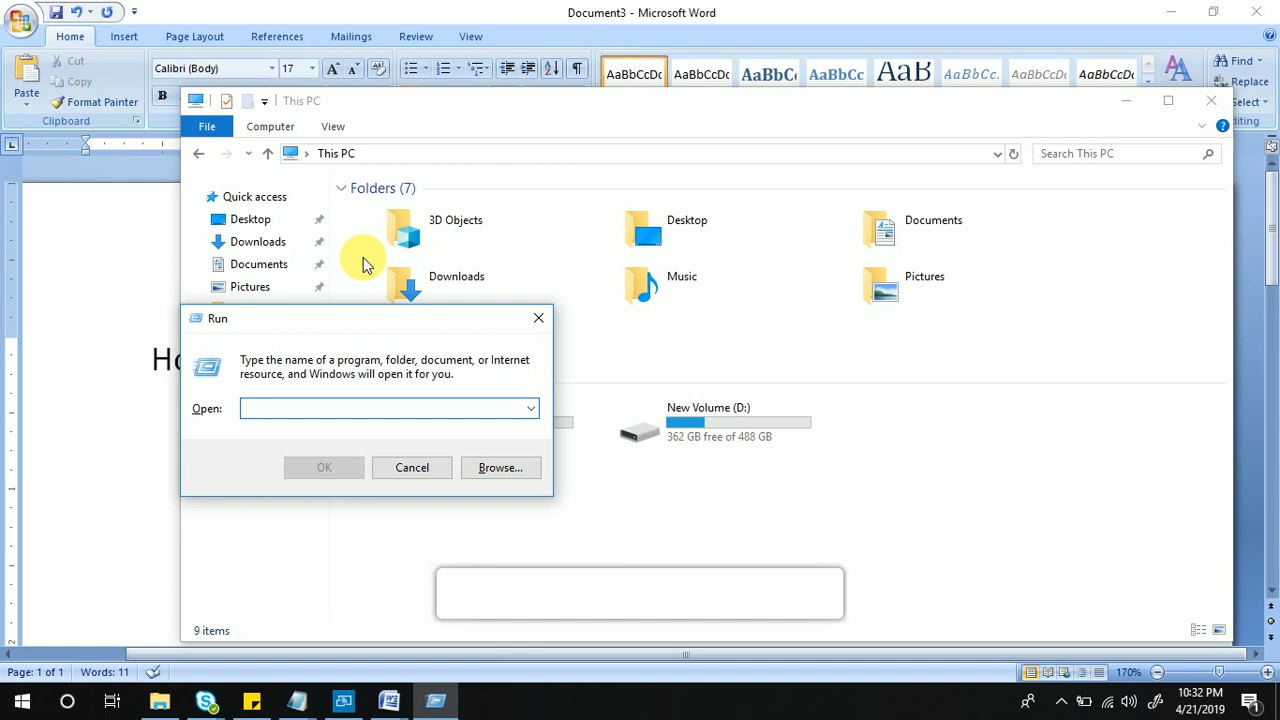 Document3 - Microsoft Word
Home Insert Page Layout References Mailings Review View
Cut
Calibri (Body) 17
AaBbCcDc AaBbCcDc AaBbC AaBbCc AaB AaBbCc AaBbCcDc AaBbCcDc
Find
Copy
Replace
Paste
Format Painter
B
Select
Clipboard
This PC
File Computer View
This PC
Search This PC
Quick access
Desktop
Downloads
Documents
Pictures
Folders (7)
3D Objects
Desktop
Documents
Downloads
Music
Pictures
Run
Type the name of a program, folder, document, or Internet
resource, and Windows will open it for you.
Open:
OK Cancel Browse...
New Volume (D:)
362 GB free of 488 GB
9 items
Page: 1 of 1 Words: 11
170%
10:32 PM
4/21/2019